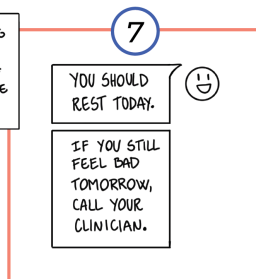 7
YOU SHOULD
REST TODAY.
IF YOU STILL
FEEL BAD
TOMORROW,
CALL YOUR
CLINICIAN.